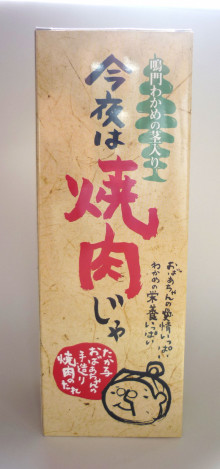 鳴門わかめの茎入り
今夜は
焼肉じゃ
おばあちゃんの愛情いっぱい
わかめの栄養いっぱい
たか子
おばあちゃんの
手造り
焼肉のたれ